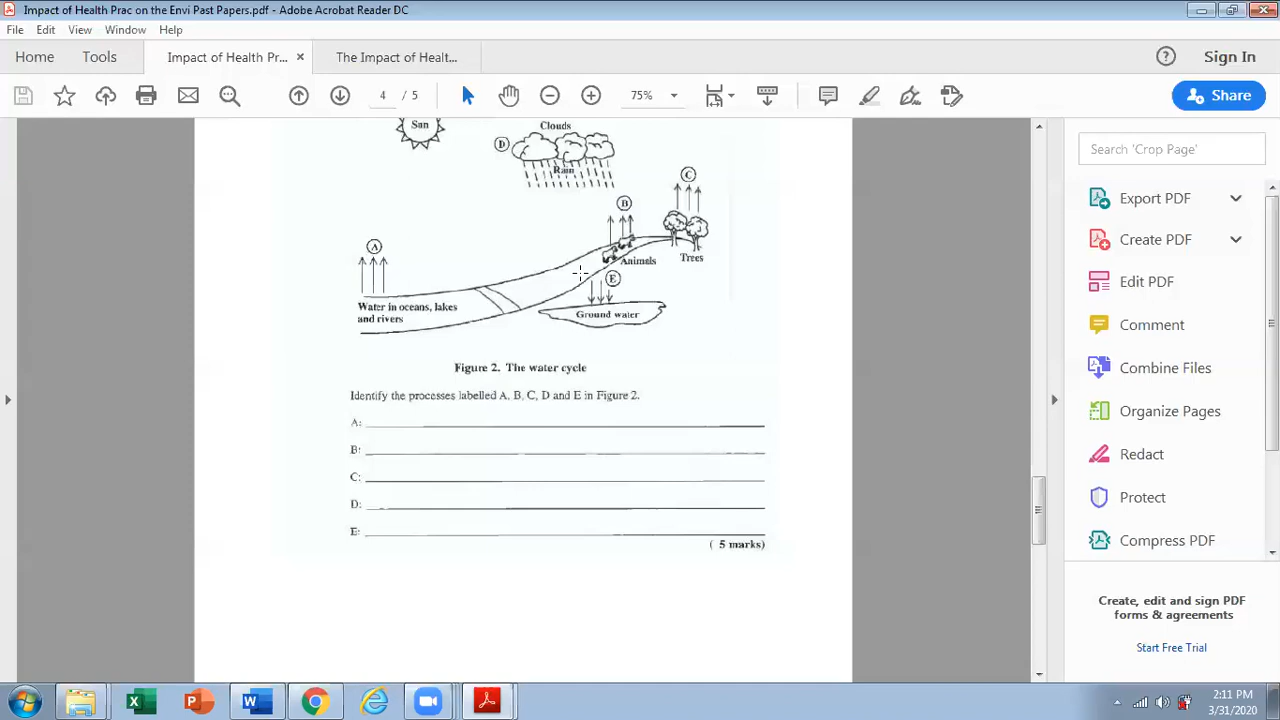 Impact of Health Prac on the Envi Past Papers.pdf - Adobe Acrobat Reader DC
File Edit View Window Help
Home Tools Impact of Health Pr... × The Impact of Healt... ? Sign In
4 / 5 75% Share
Search 'Crop Page'
Export PDF
Create PDF
Edit PDF
Comment
Combine Files
Organize Pages
Redact
Protect
Compress PDF
Create, edit and sign PDF
forms & agreements
Start Free Trial
Sun
Clouds
D
Rain
C
B
A
Animals
Trees
E
Water in oceans, lakes
and rivers
Ground water
Figure 2. The water cycle
Identify the processes labelled A, B, C, D and E in Figure 2.
A:
B:
C:
D:
E:
( 5 marks)
2:11 PM
3/31/2020